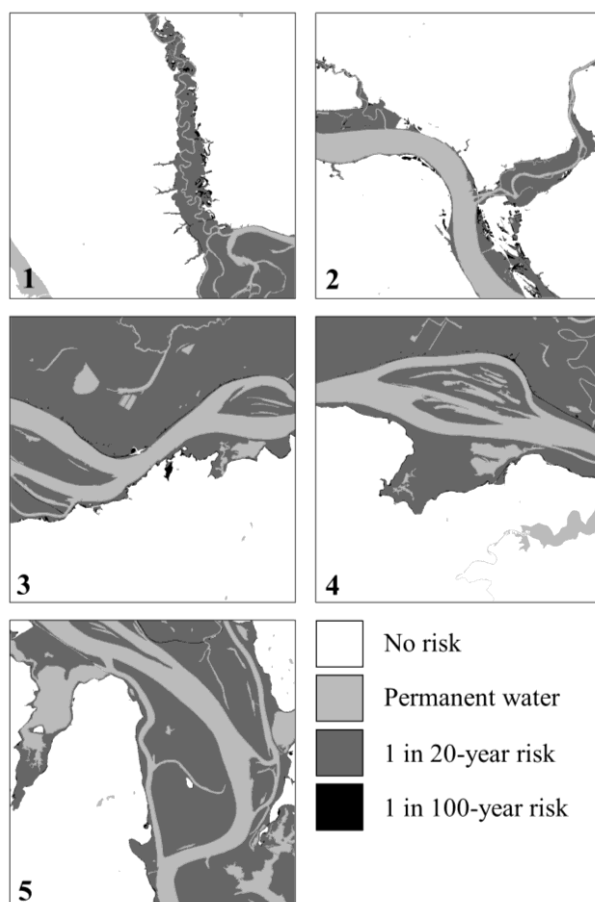 1
2
3
4
5
No risk
Permanent water
1 in 20-year risk
1 in 100-year risk